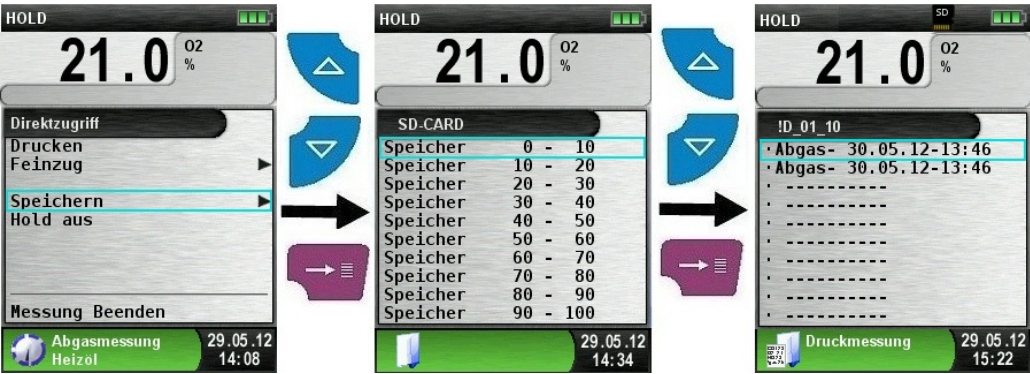 HOLD
21.0 O2
%
Direktzugriff
Drucken
Feinzug
Speichern
Hold aus
Messung Beenden
Abgasmessung
Heizöl
29.05.12
14:08
HOLD
21.0 O2
%
SD-CARD
Speicher 0 - 10
Speicher 10 - 20
Speicher 20 - 30
Speicher 30 - 40
Speicher 40 - 50
Speicher 50 - 60
Speicher 60 - 70
Speicher 70 - 80
Speicher 80 - 90
Speicher 90 - 100
29.05.12
14:34
HOLD
SD
21.0 O2
%
!D_01_10
Abgas- 30.05.12-13:46
Abgas- 30.05.12-13:46
Druckmessung
29.05.12
15:22